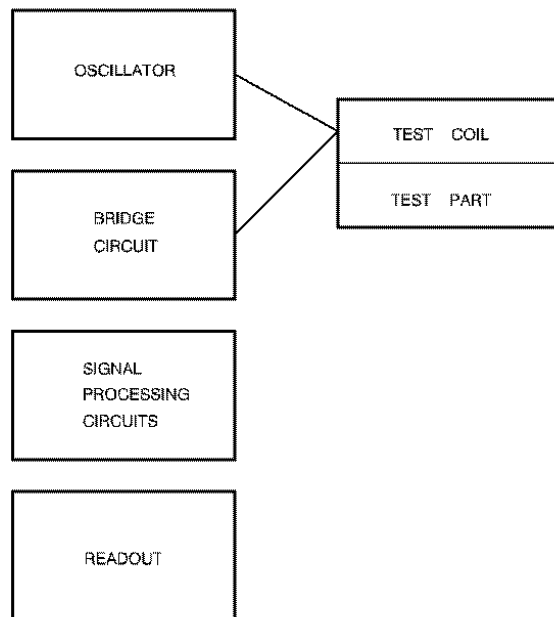 OSCILLATOR
TEST COIL
TEST PART
BRIDGE
CIRCUIT
SIGNAL
PROCESSING
CIRCUITS
READOUT